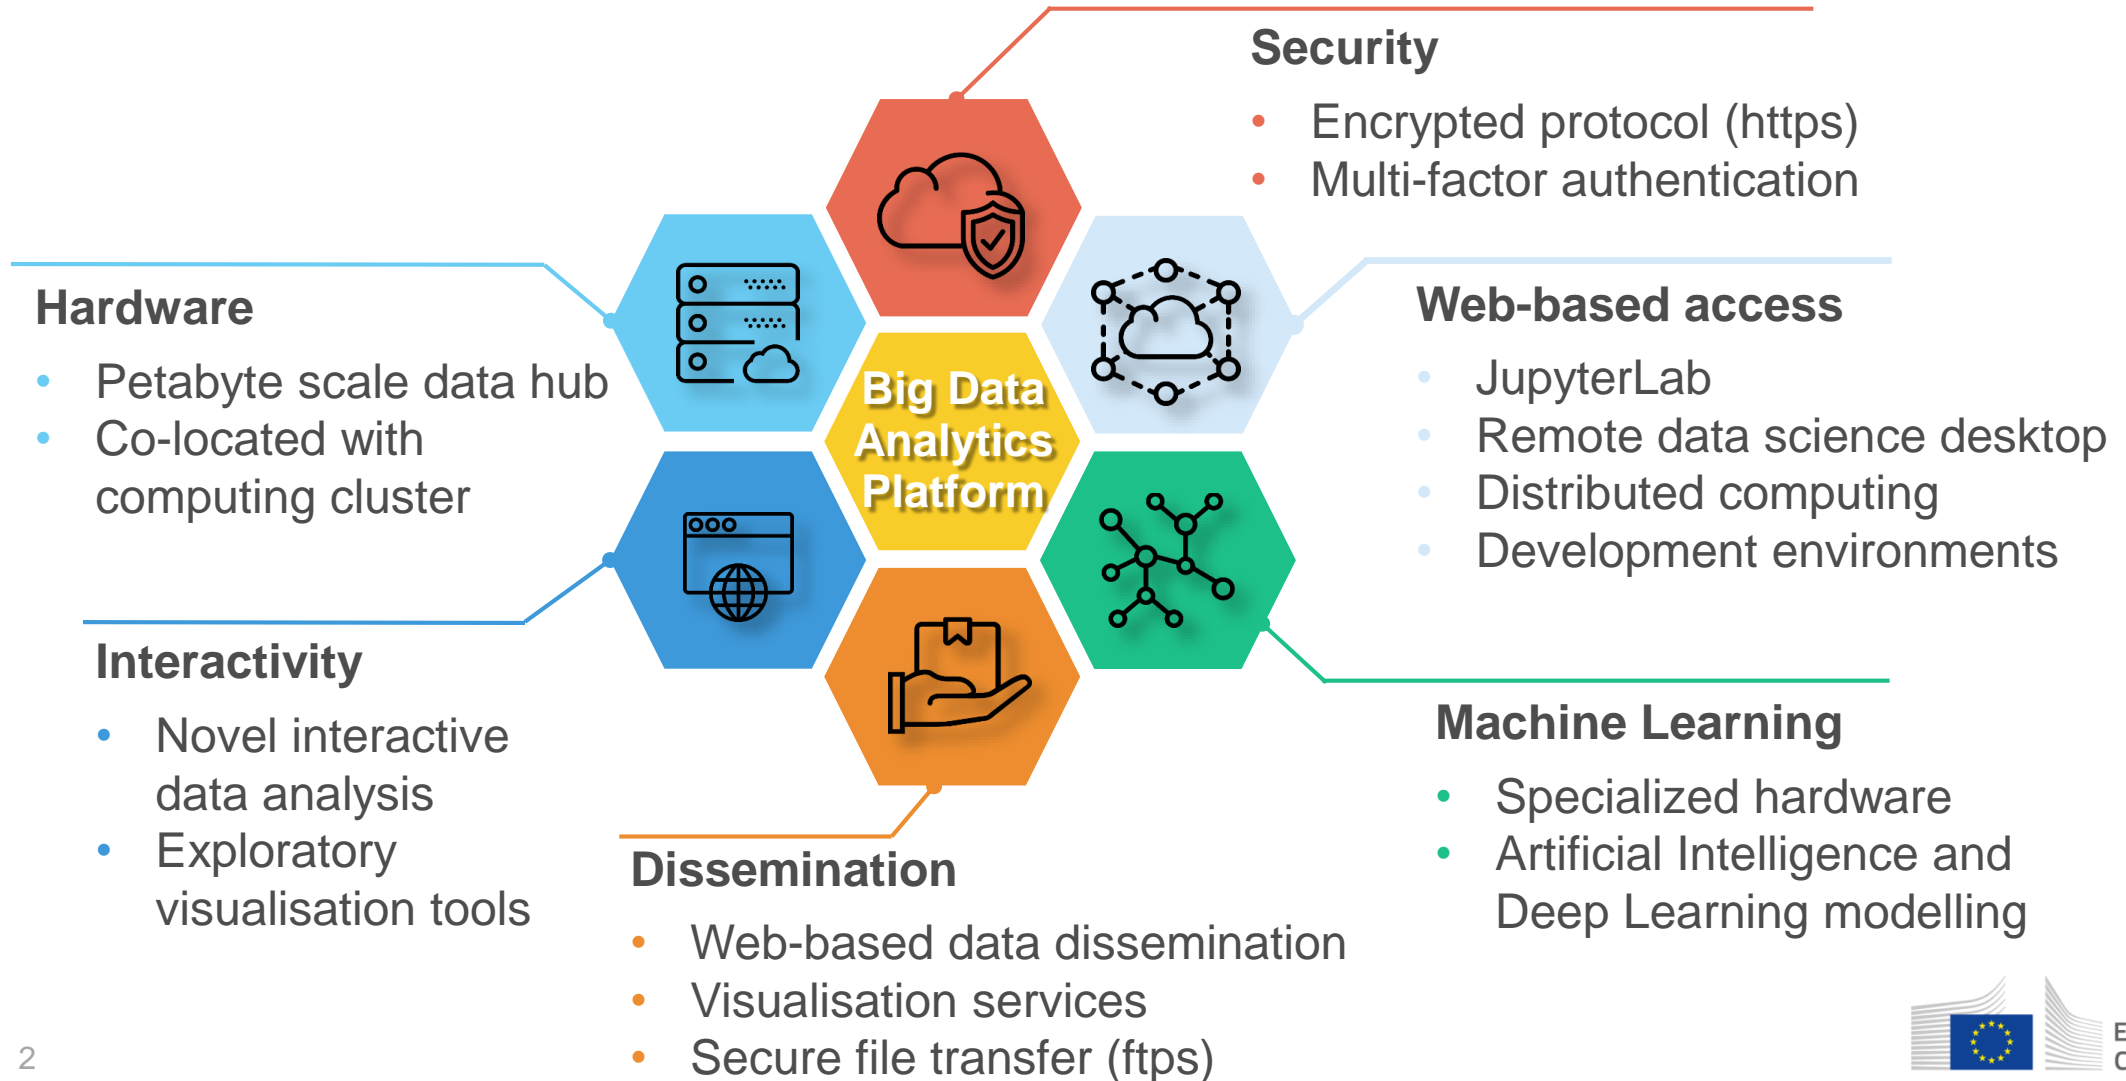 Security
• Encrypted protocol (https)
• Multi-factor authentication
Hardware
• Petabyte scale data hub
• Co-located with
computing cluster
Big Data
Analytics
Platform
Web-based access
• JupyterLab
• Remote data science desktop
• Distributed computing
• Development environments
Interactivity
• Novel interactive
data analysis
• Exploratory
visualisation tools
Machine Learning
• Specialized hardware
• Artificial Intelligence and
Deep Learning modelling
Dissemination
• Web-based data dissemination
• Visualisation services
• Secure file transfer (ftps)
2